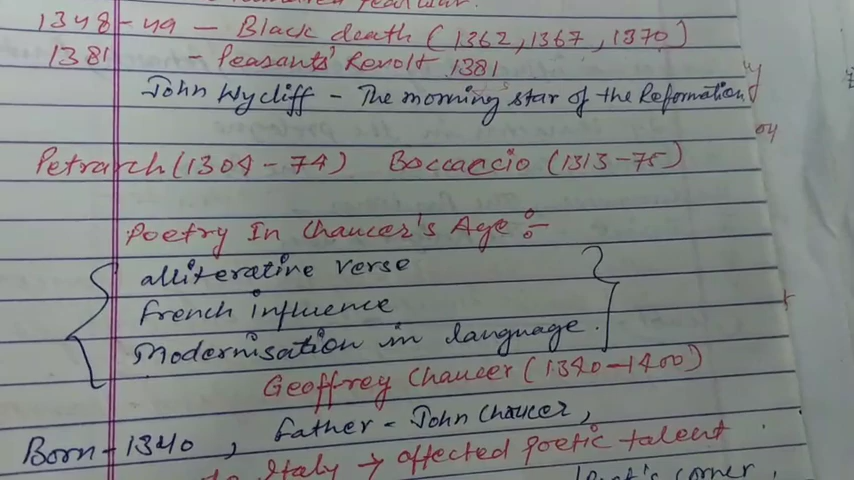 1348-49 - Black death (1362, 1367, 1370)
1381 - Peasants' Revolt 1381
John Wycliff - The morning star of the Reformation
Petrarch (1304 - 74) Boccaccio (1313-75)
Poetry In Chaucer's Age :-
alliterative verse
French influence
Modernisation in language.
Geoffrey Chaucer (1340-1400)
Born - 1340, Father - John Chaucer,
to Italy → affected poetic talent
corner,